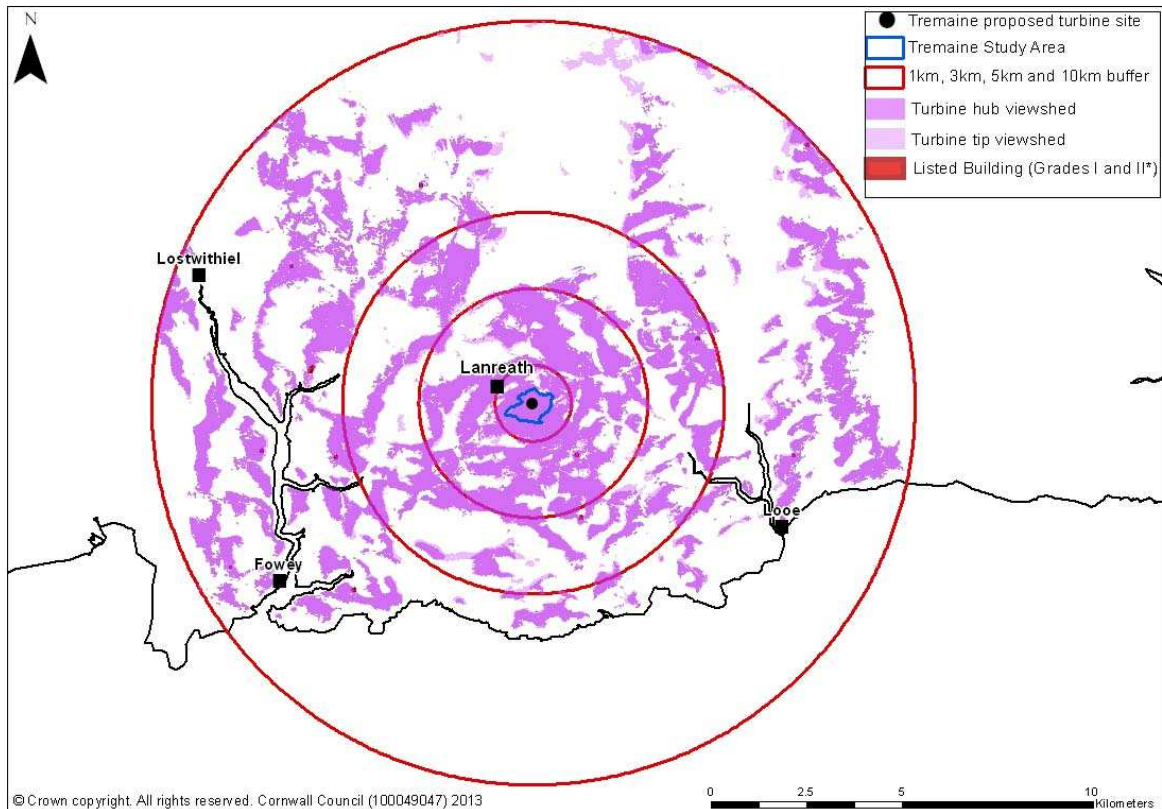 N
Tremaine proposed turbine site
Tremaine Study Area
1km, 3km, 5km and 10km buffer
Turbine hub viewshed
Turbine tip viewshed
Listed Building (Grades I and II*)
Lostwithiel
Lanreath
Looe
Fowey
© Crown copyright. All rights reserved. Cornwall Council (100049047) 2013
0 2.5 5 10
Kilometers